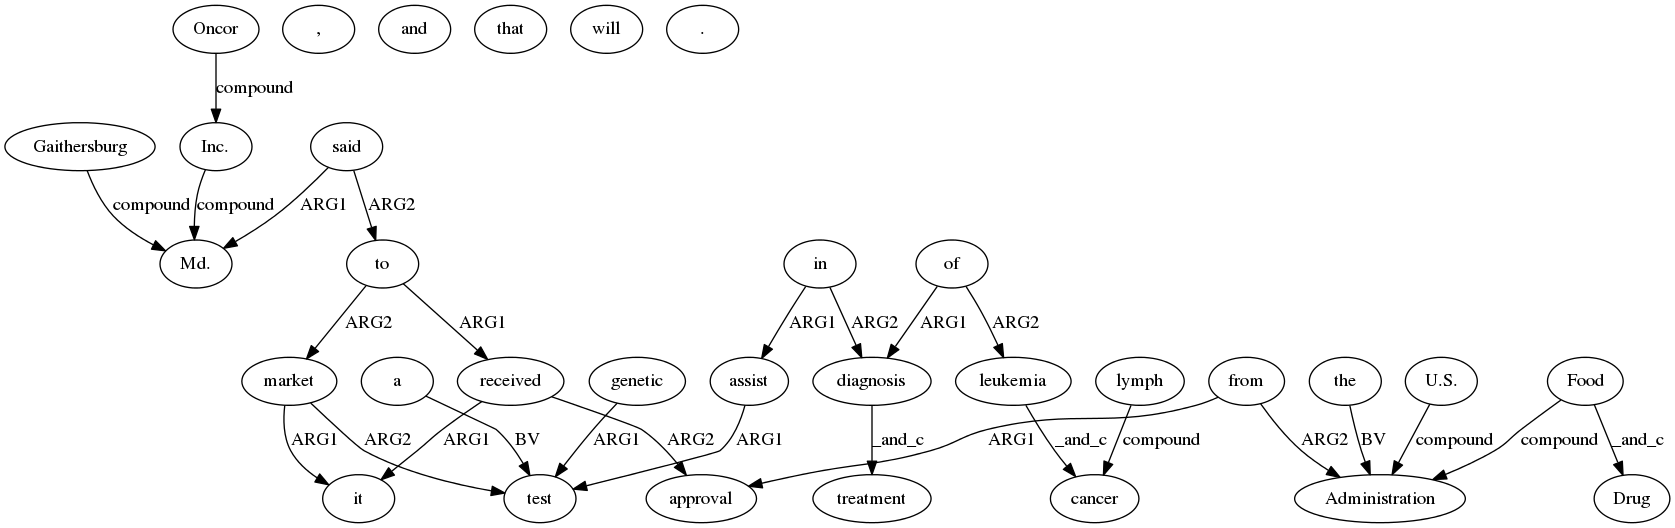 Oncor , and that will .
compound
Gaithersburg Inc. said
compound compound ARG1 ARG2
Md. to in of
ARG2 ARG1 ARG1 ARG2 ARG1 ARG2
market a received genetic assist diagnosis leukemia lymph from the U.S. Food
ARG1 ARG2 ARG1 BV ARG1 ARG2 ARG1 _and_c _and_c compound ARG1 ARG2 BV compound compound _and_c
it test approval treatment cancer Administration Drug